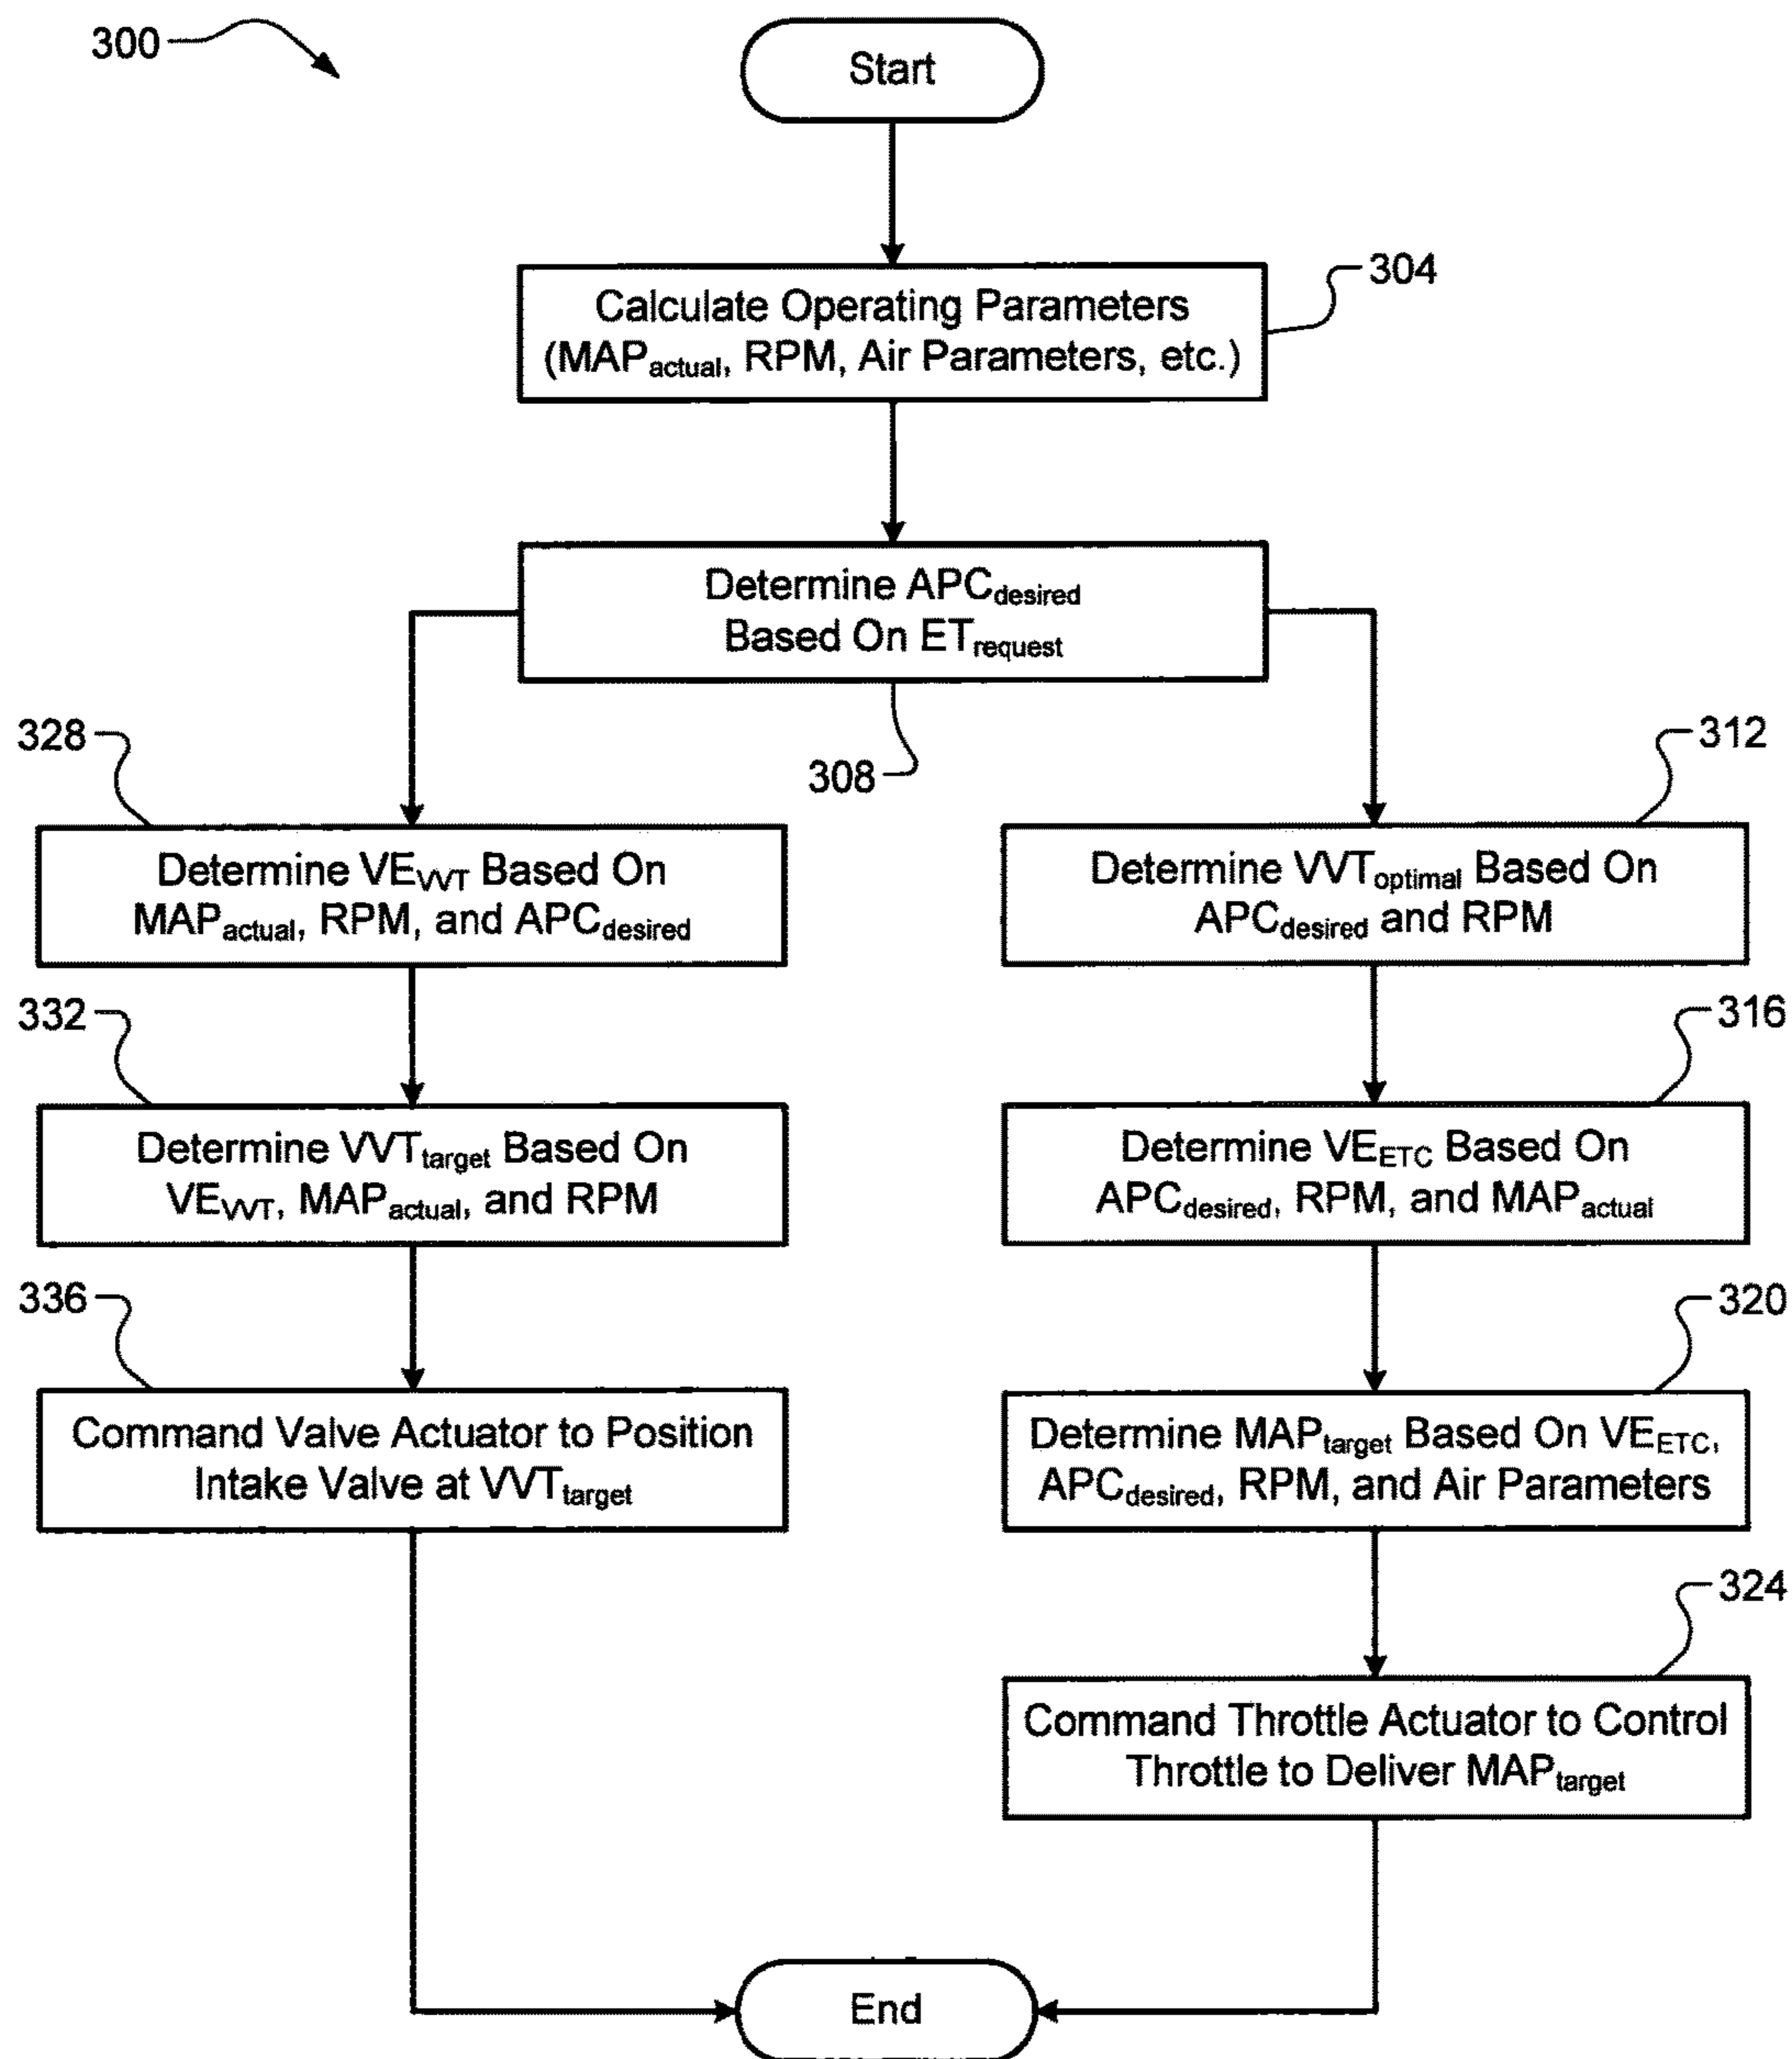 300
Start
304
Calculate Operating Parameters
(MAPactual, RPM, Air Parameters, etc.)
Determine APCdesired
Based On ETrequest
308
328
Determine VEVVT Based On
MAPactual, RPM, and APCdesired
332
Determine VVTtarget Based On
VEVVT, MAPactual, and RPM
336
Command Valve Actuator to Position
Intake Valve at VVTtarget
312
Determine VVToptimal Based On
APCdesired and RPM
316
Determine VEETC Based On
APCdesired, RPM, and MAPactual
320
Determine MAPtarget Based On VEETC,
APCdesired, RPM, and Air Parameters
324
Command Throttle Actuator to Control
Throttle to Deliver MAPtarget
End